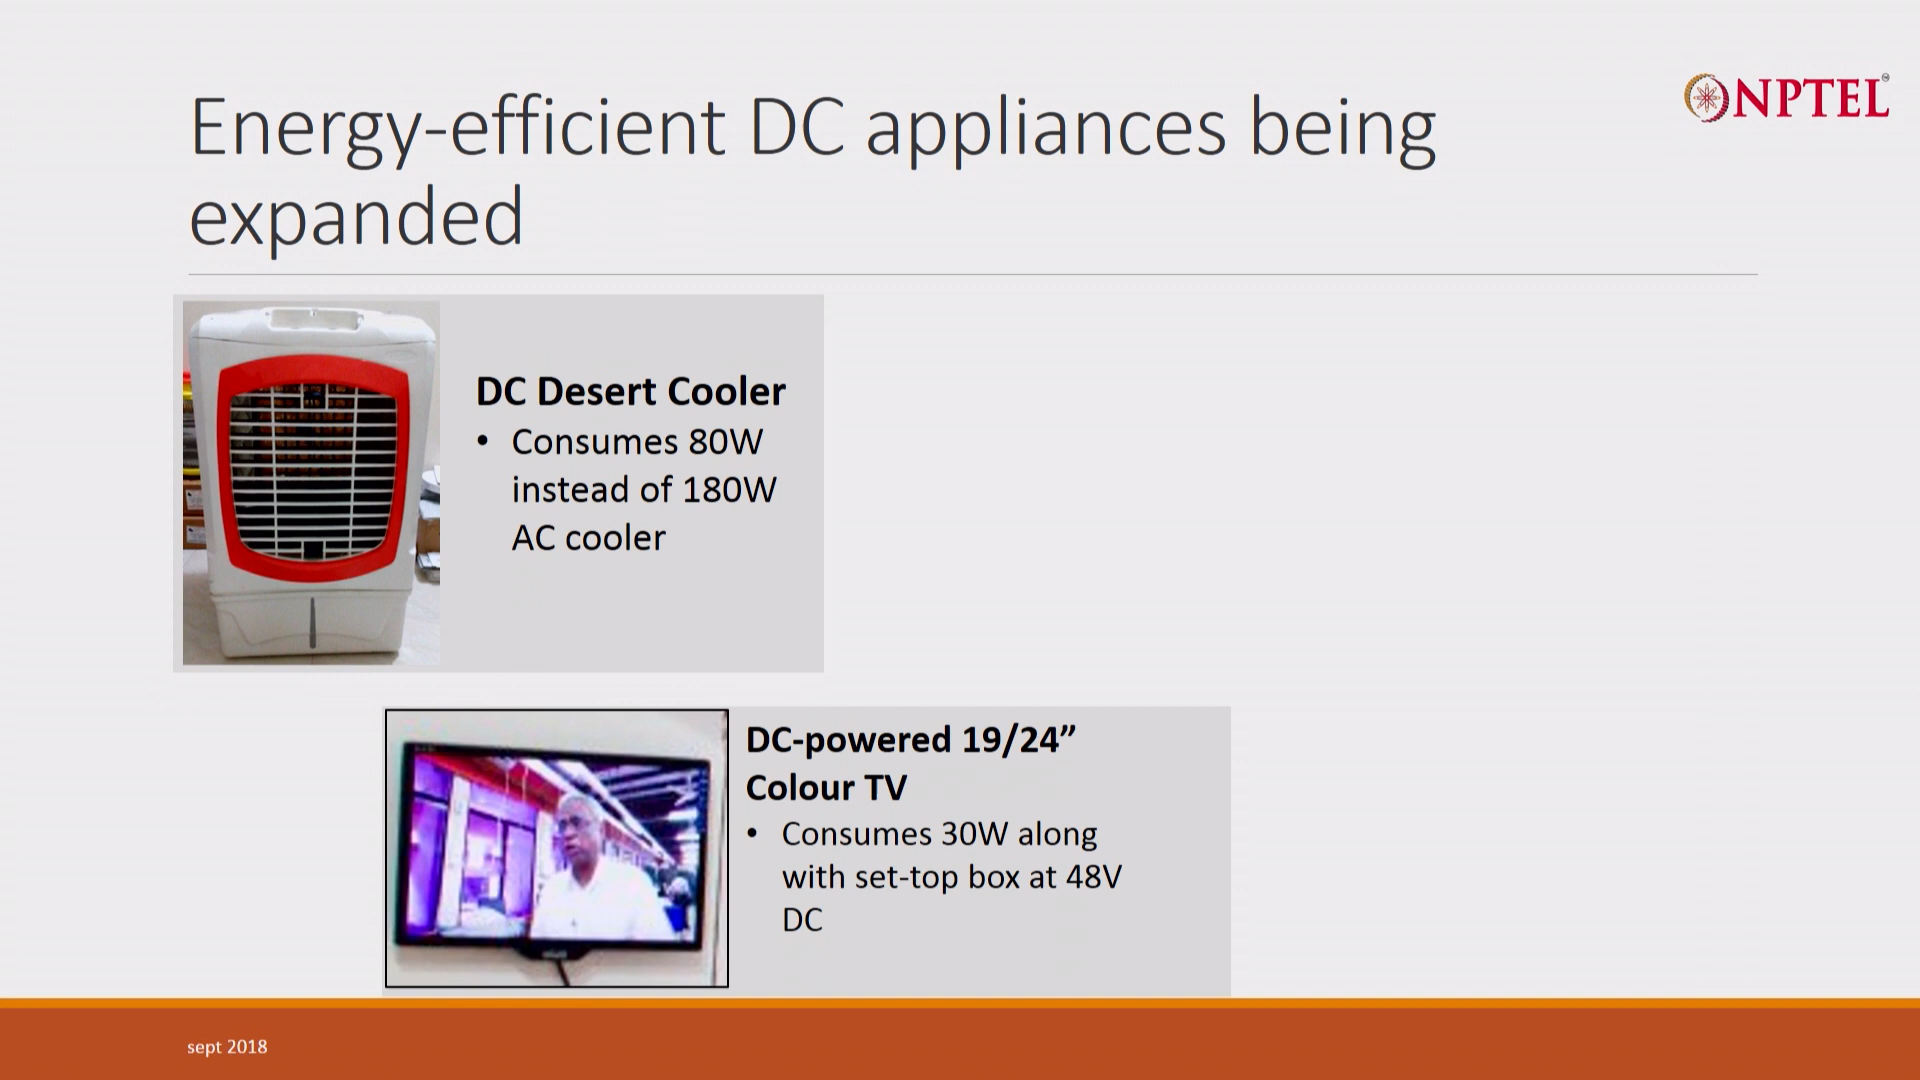 NPTEL
Energy-efficient DC appliances being
expanded
DC Desert Cooler
• Consumes 80W
instead of 180W
AC cooler
DC-powered 19/24”
Colour TV
• Consumes 30W along
with set-top box at 48V
DC
sept 2018